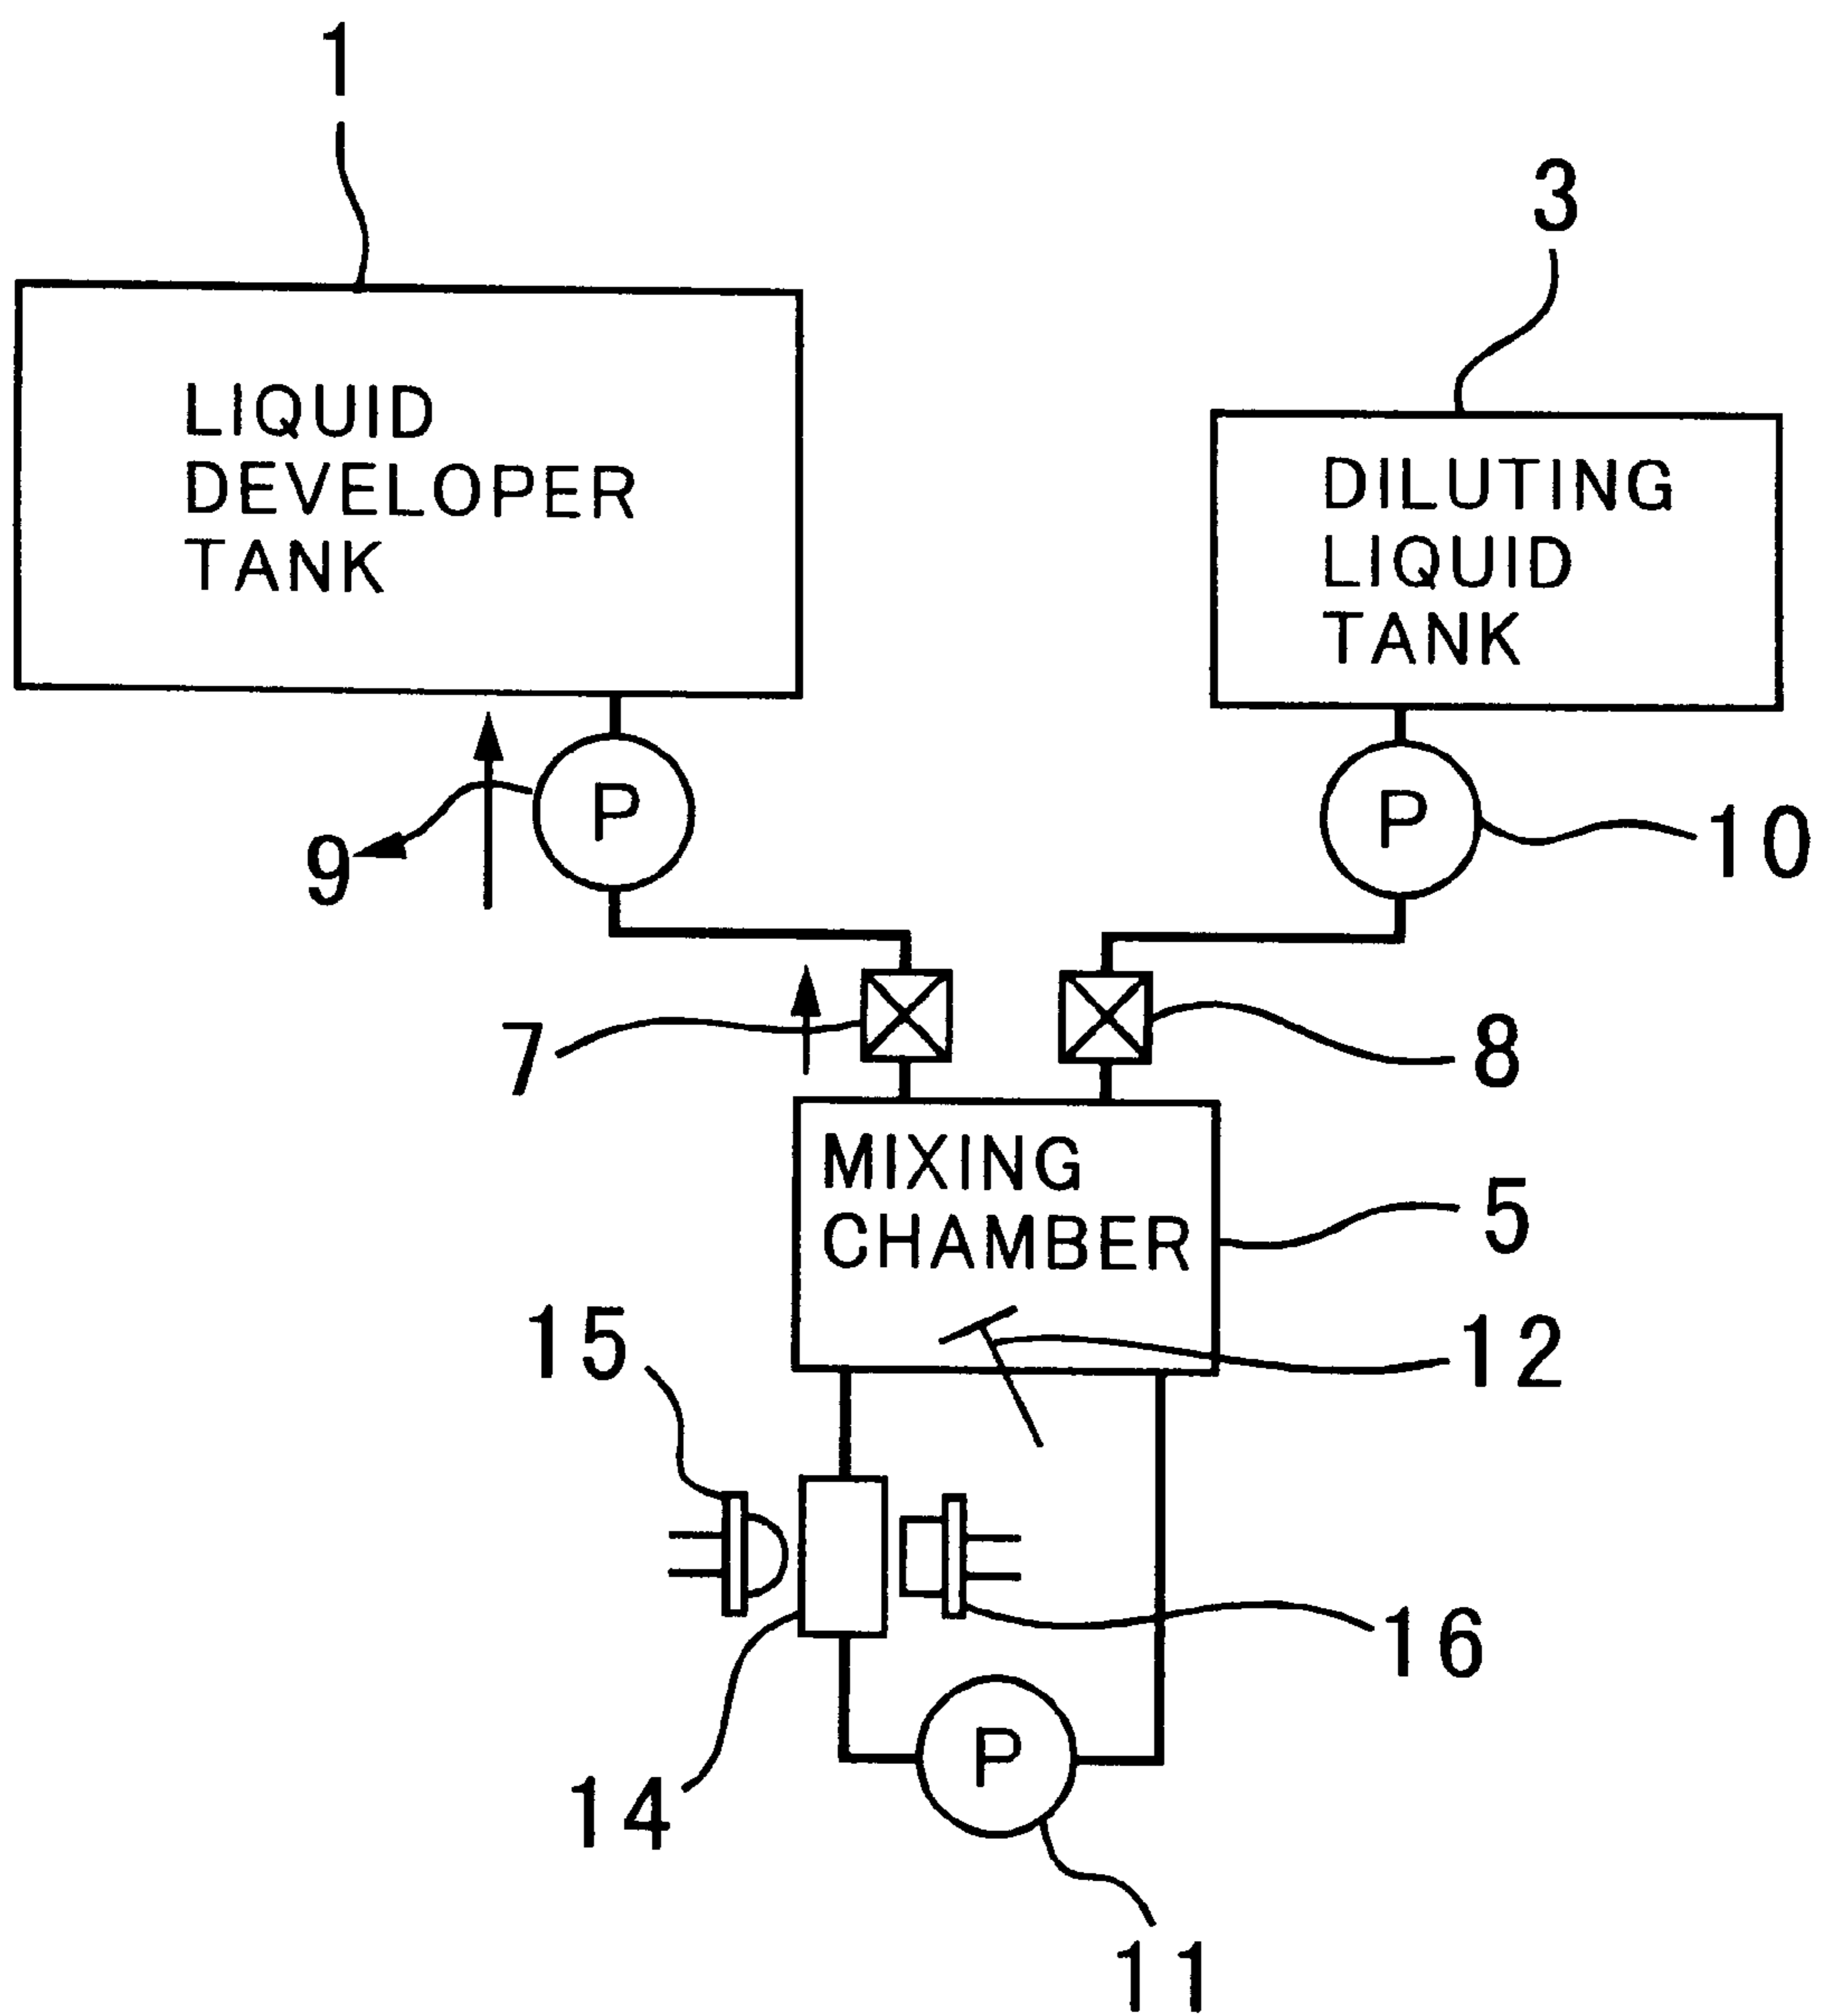 1
3
LIQUID
DEVELOPER
TANK
DILUTING
LIQUID
TANK
P
P
9
10
7
8
MIXING
CHAMBER
5
15
12
16
14
P
11